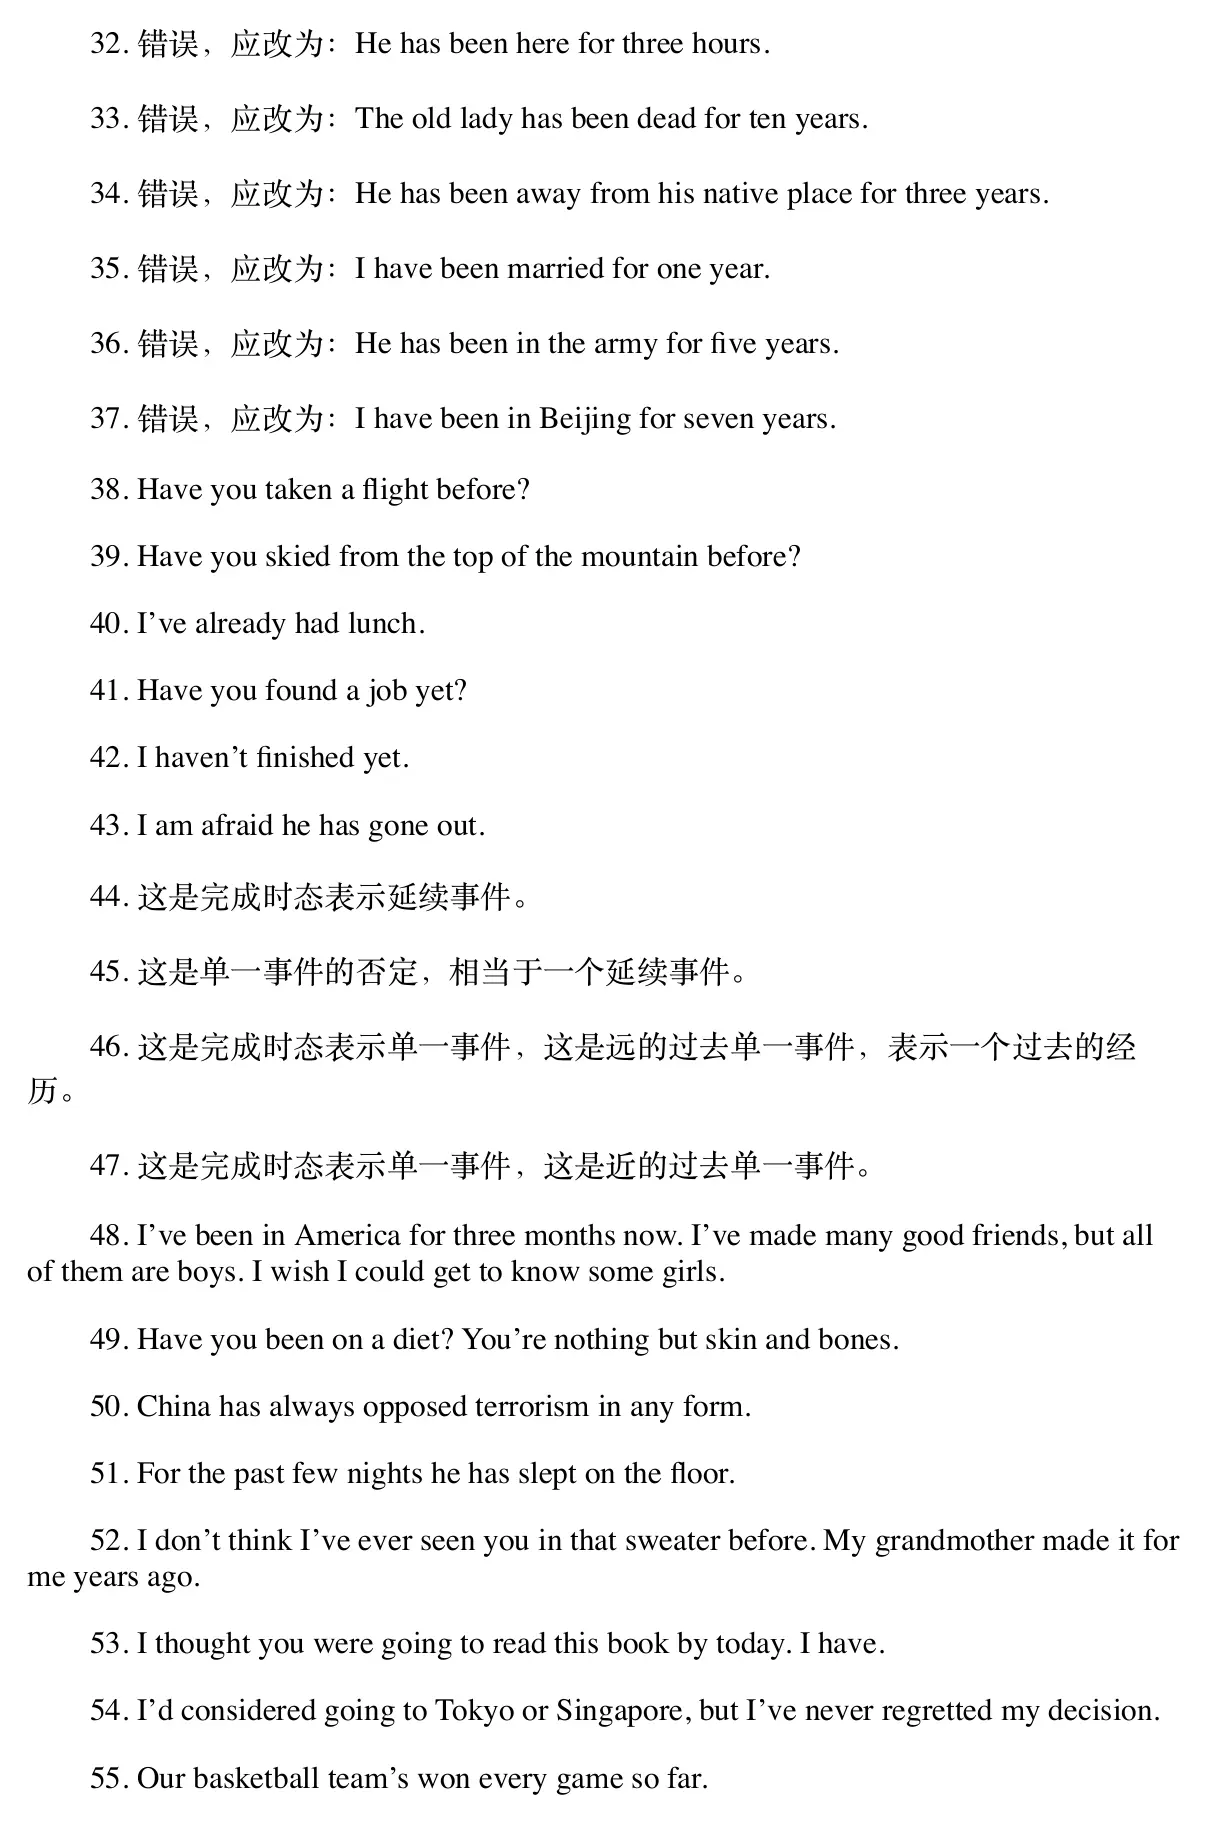 32. 错误，应改为：He has been here for three hours.
33. 错误，应改为：The old lady has been dead for ten years.
34. 错误，应改为：He has been away from his native place for three years.
35. 错误，应改为：I have been married for one year.
36. 错误，应改为：He has been in the army for five years.
37. 错误，应改为：I have been in Beijing for seven years.
38. Have you taken a flight before?
39. Have you skied from the top of the mountain before?
40. I’ve already had lunch.
41. Have you found a job yet?
42. I haven’t finished yet.
43. I am afraid he has gone out.
44. 这是完成时态表示延续事件。
45. 这是单一事件的否定，相当于一个延续事件。
46. 这是完成时态表示单一事件，这是远的过去单一事件，表示一个过去的经
历。
47. 这是完成时态表示单一事件，这是近的过去单一事件。
48. I’ve been in America for three months now. I’ve made many good friends, but all
of them are boys. I wish I could get to know some girls.
49. Have you been on a diet? You’re nothing but skin and bones.
50. China has always opposed terrorism in any form.
51. For the past few nights he has slept on the floor.
52. I don’t think I’ve ever seen you in that sweater before. My grandmother made it for
me years ago.
53. I thought you were going to read this book by today. I have.
54. I’d considered going to Tokyo or Singapore, but I’ve never regretted my decision.
55. Our basketball team’s won every game so far.